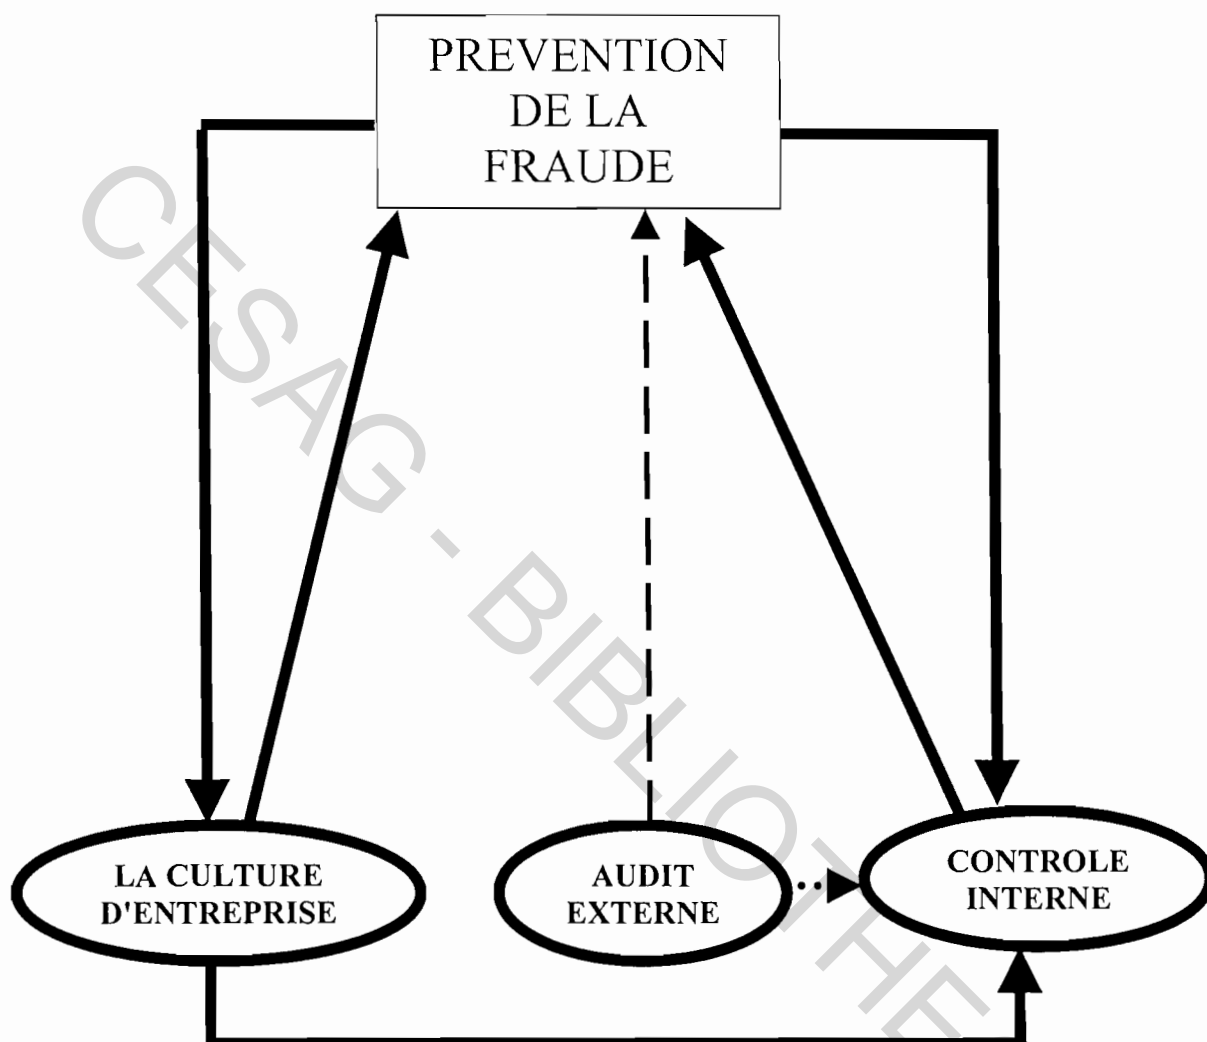 PREVENTION
DE LA
FRAUDE
CESAG - BIBLIOTHE
LA CULTURE
D'ENTREPRISE
AUDIT
EXTERNE
CONTROLE
INTERNE